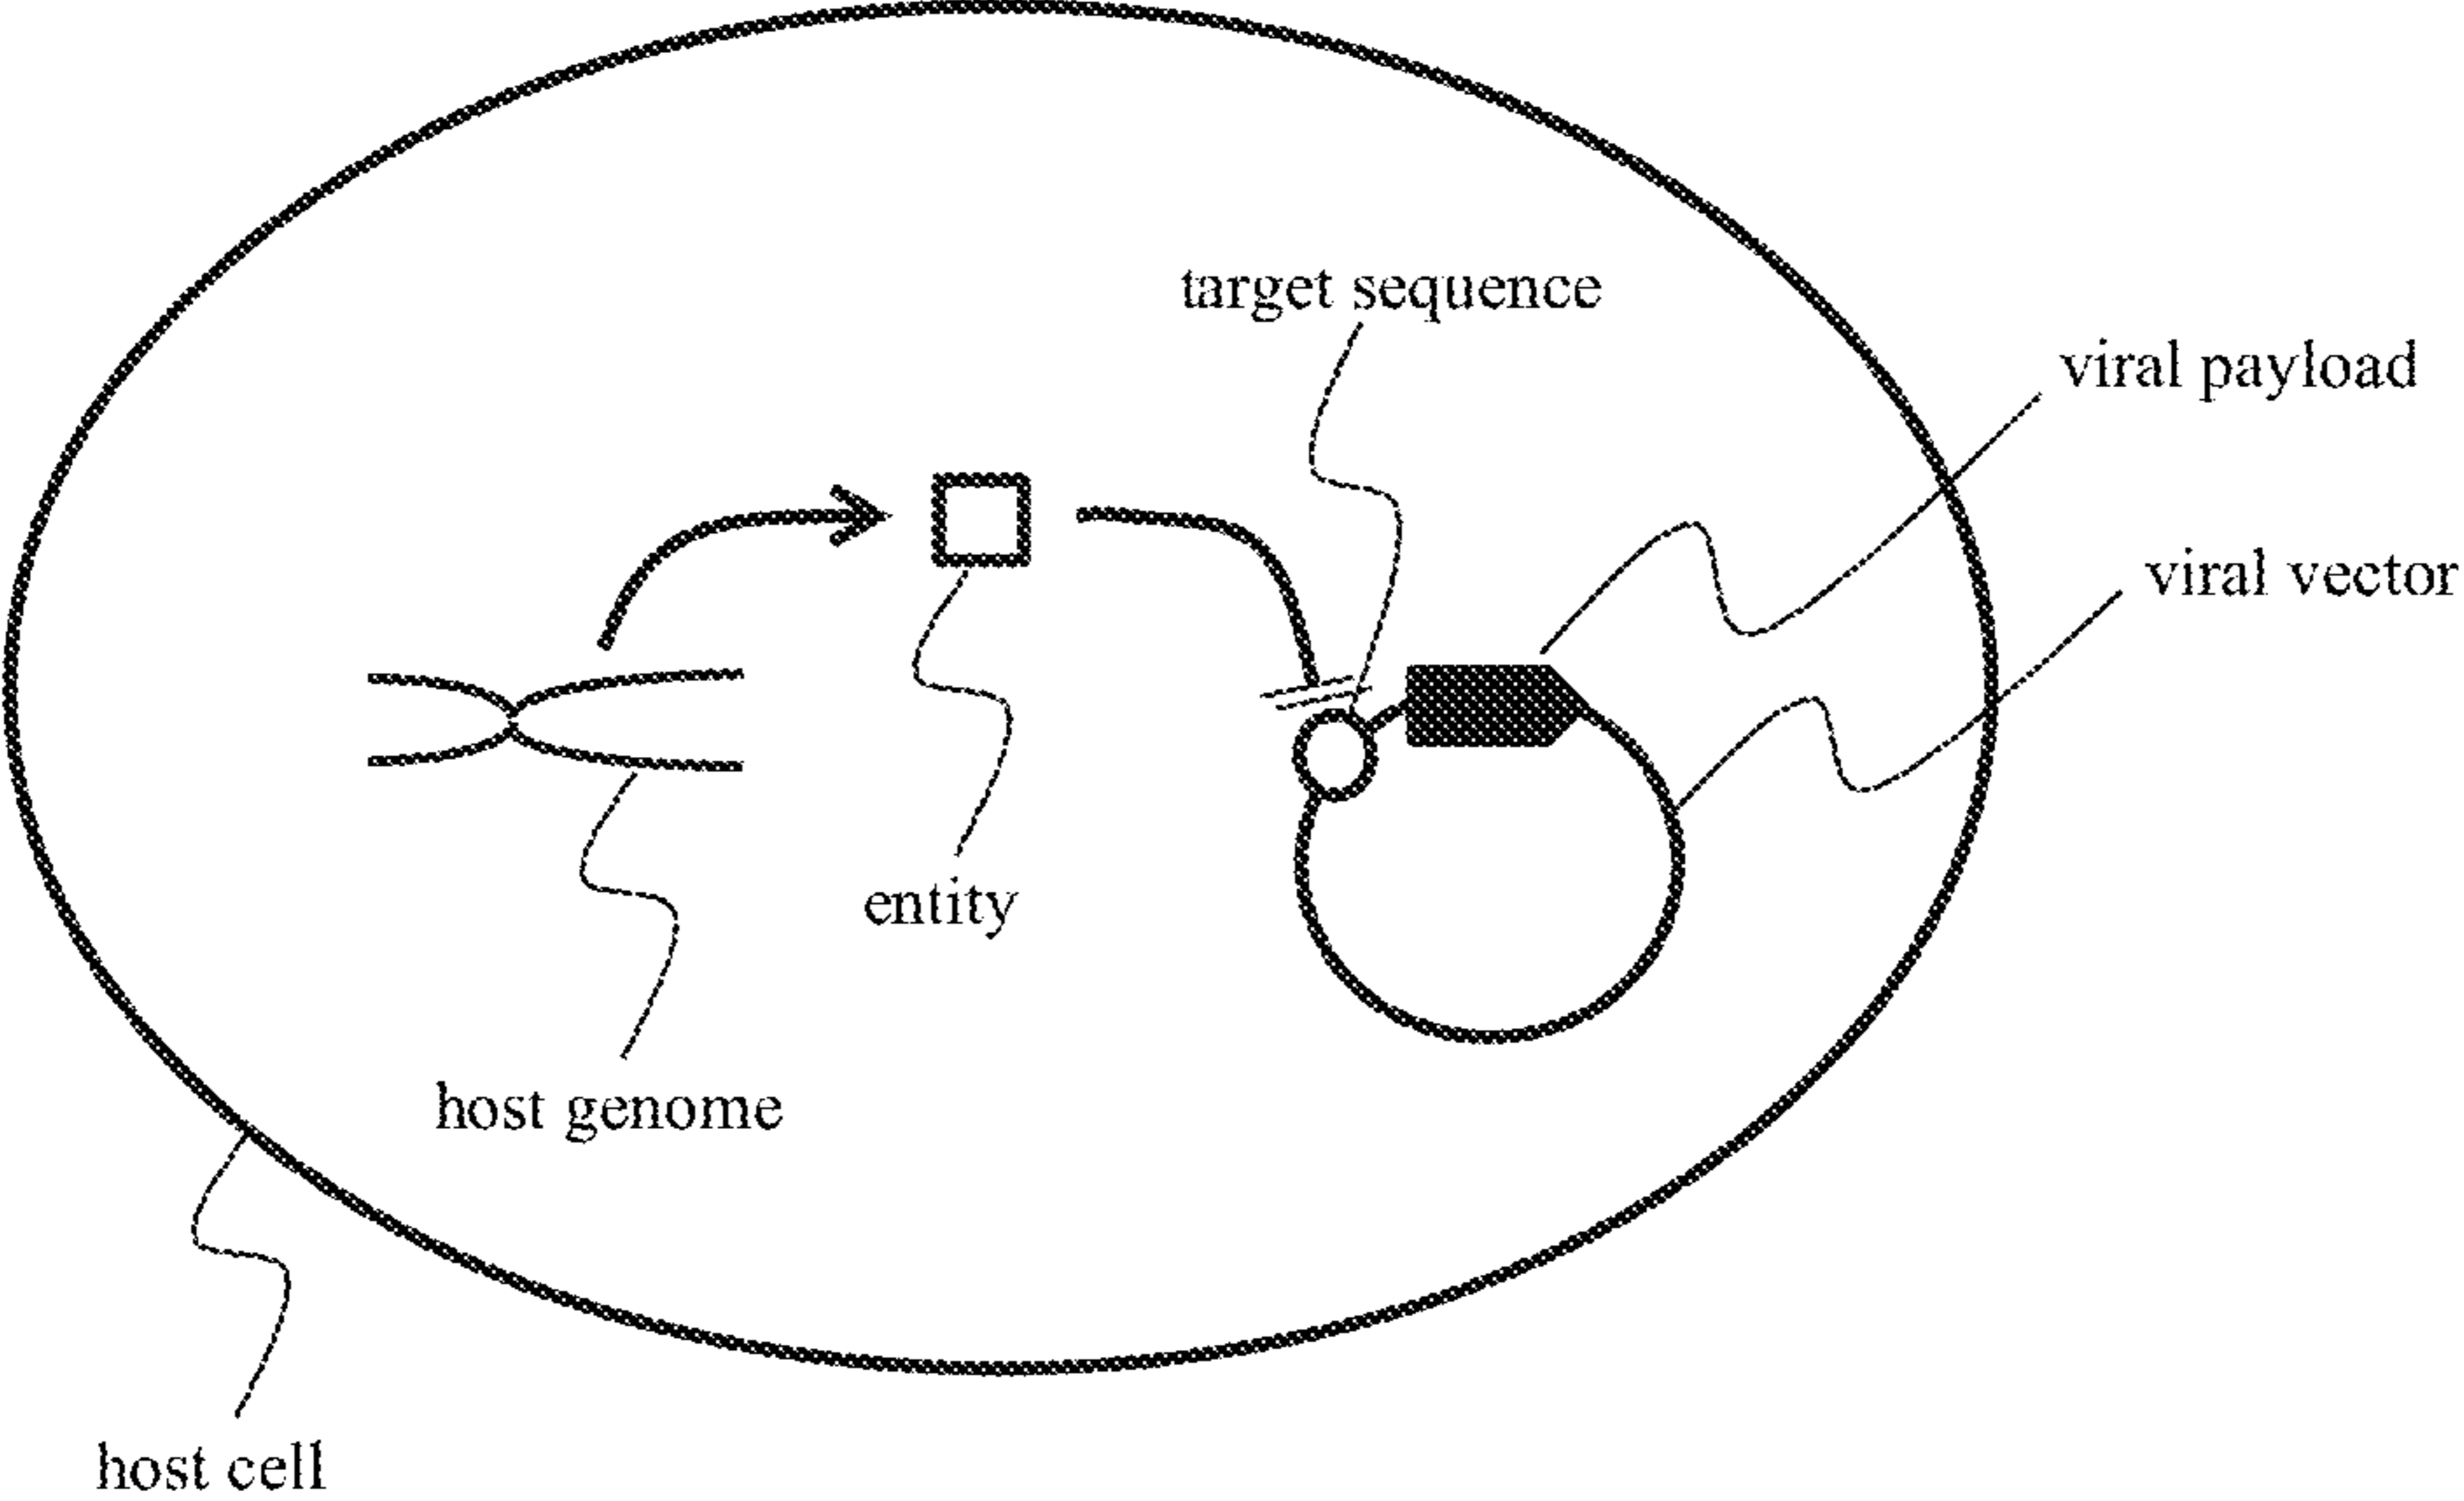 target sequence
viral payload
viral vector
entity
host genome
host cell